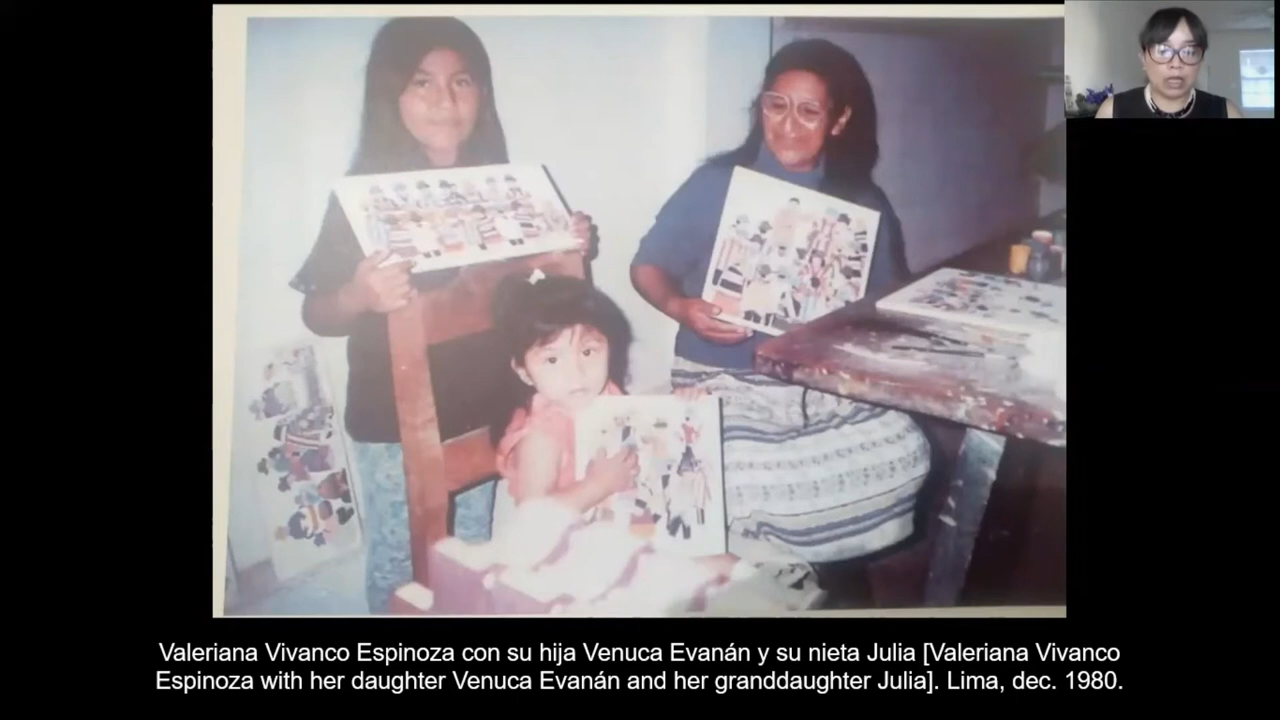 Valeriana Vivanco Espinoza con su hija Venuca Evanán y su nieta Julia [Valeriana Vivanco
Espinoza with her daughter Venuca Evanán and her granddaughter Julia]. Lima, dec. 1980.